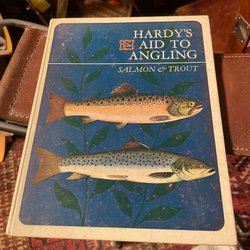 HARDY'S
AID TO
ANGLING
SALMON & TROUT